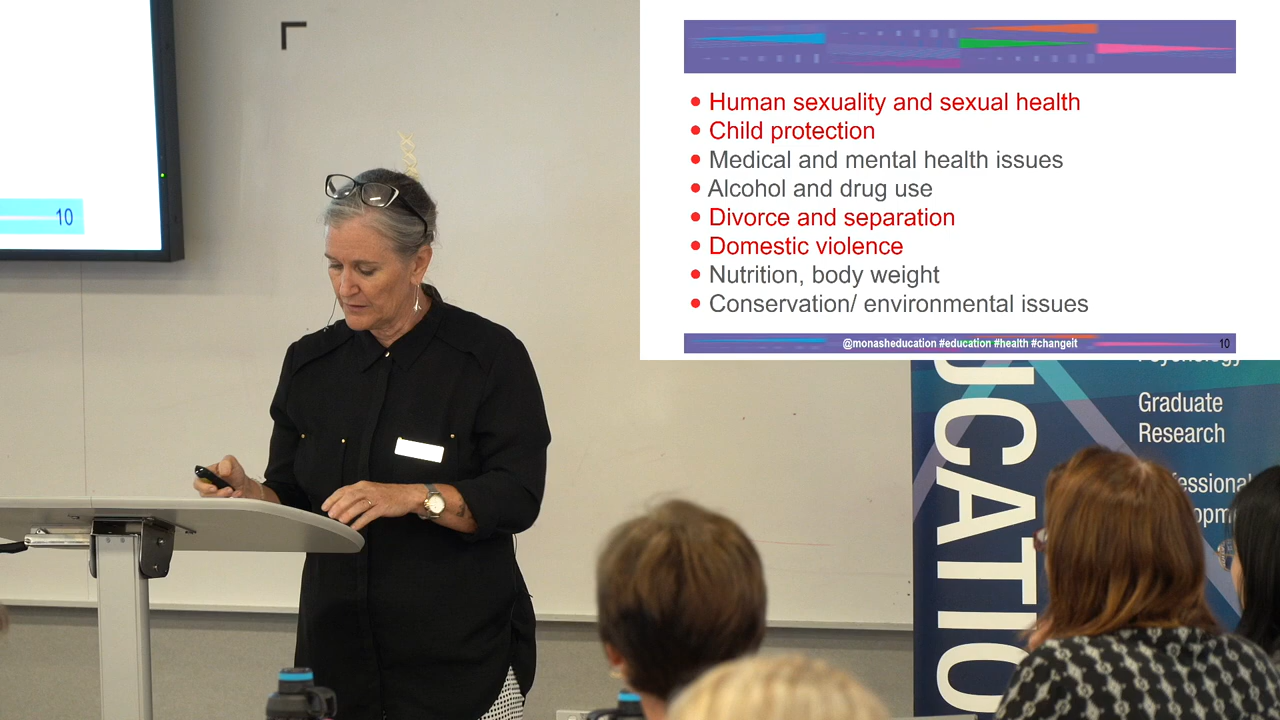 10
Human sexuality and sexual health
Child protection
Medical and mental health issues
Alcohol and drug use
Divorce and separation
Domestic violence
Nutrition, body weight
Conservation/ environmental issues
@monasheducation #education #health #changeit
10
Graduate
Research